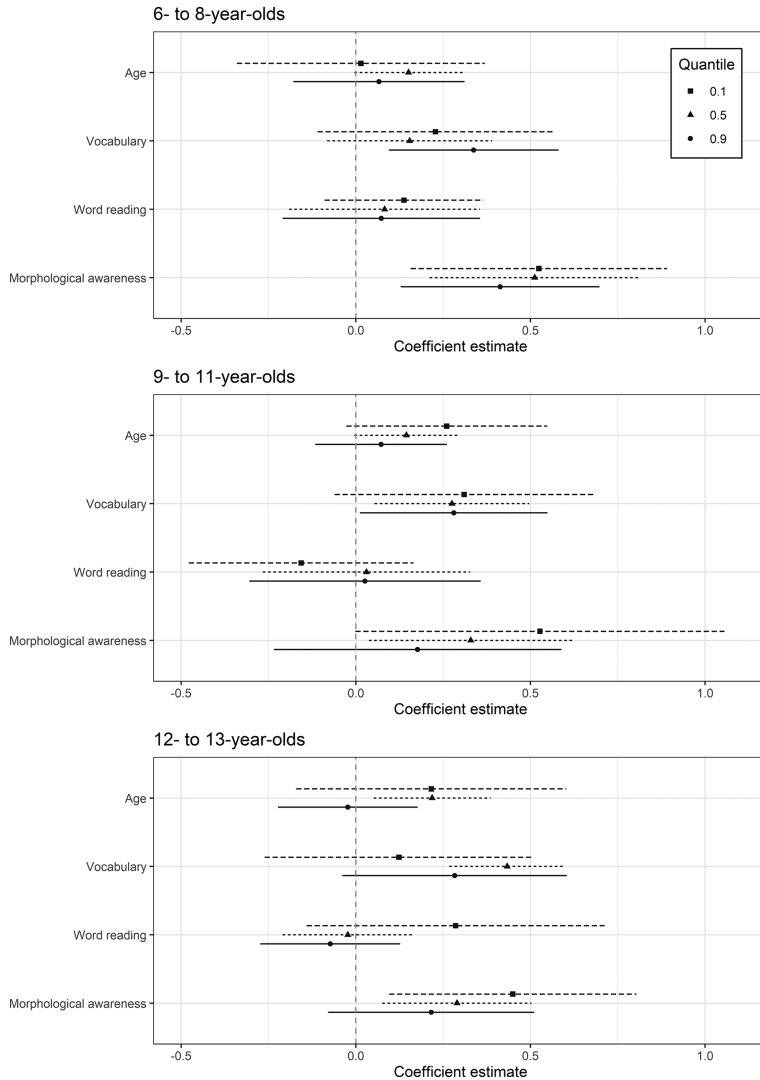 6- to 8-year-olds
Quantile
0.1
0.5
0.9
Age
Vocabulary
Word reading
Morphological awareness
-0.5 0.0 0.5 1.0
Coefficient estimate
9- to 11-year-olds
Age
Vocabulary
Word reading
Morphological awareness
-0.5 0.0 0.5 1.0
Coefficient estimate
12- to 13-year-olds
Age
Vocabulary
Word reading
Morphological awareness
-0.5 0.0 0.5 1.0
Coefficient estimate